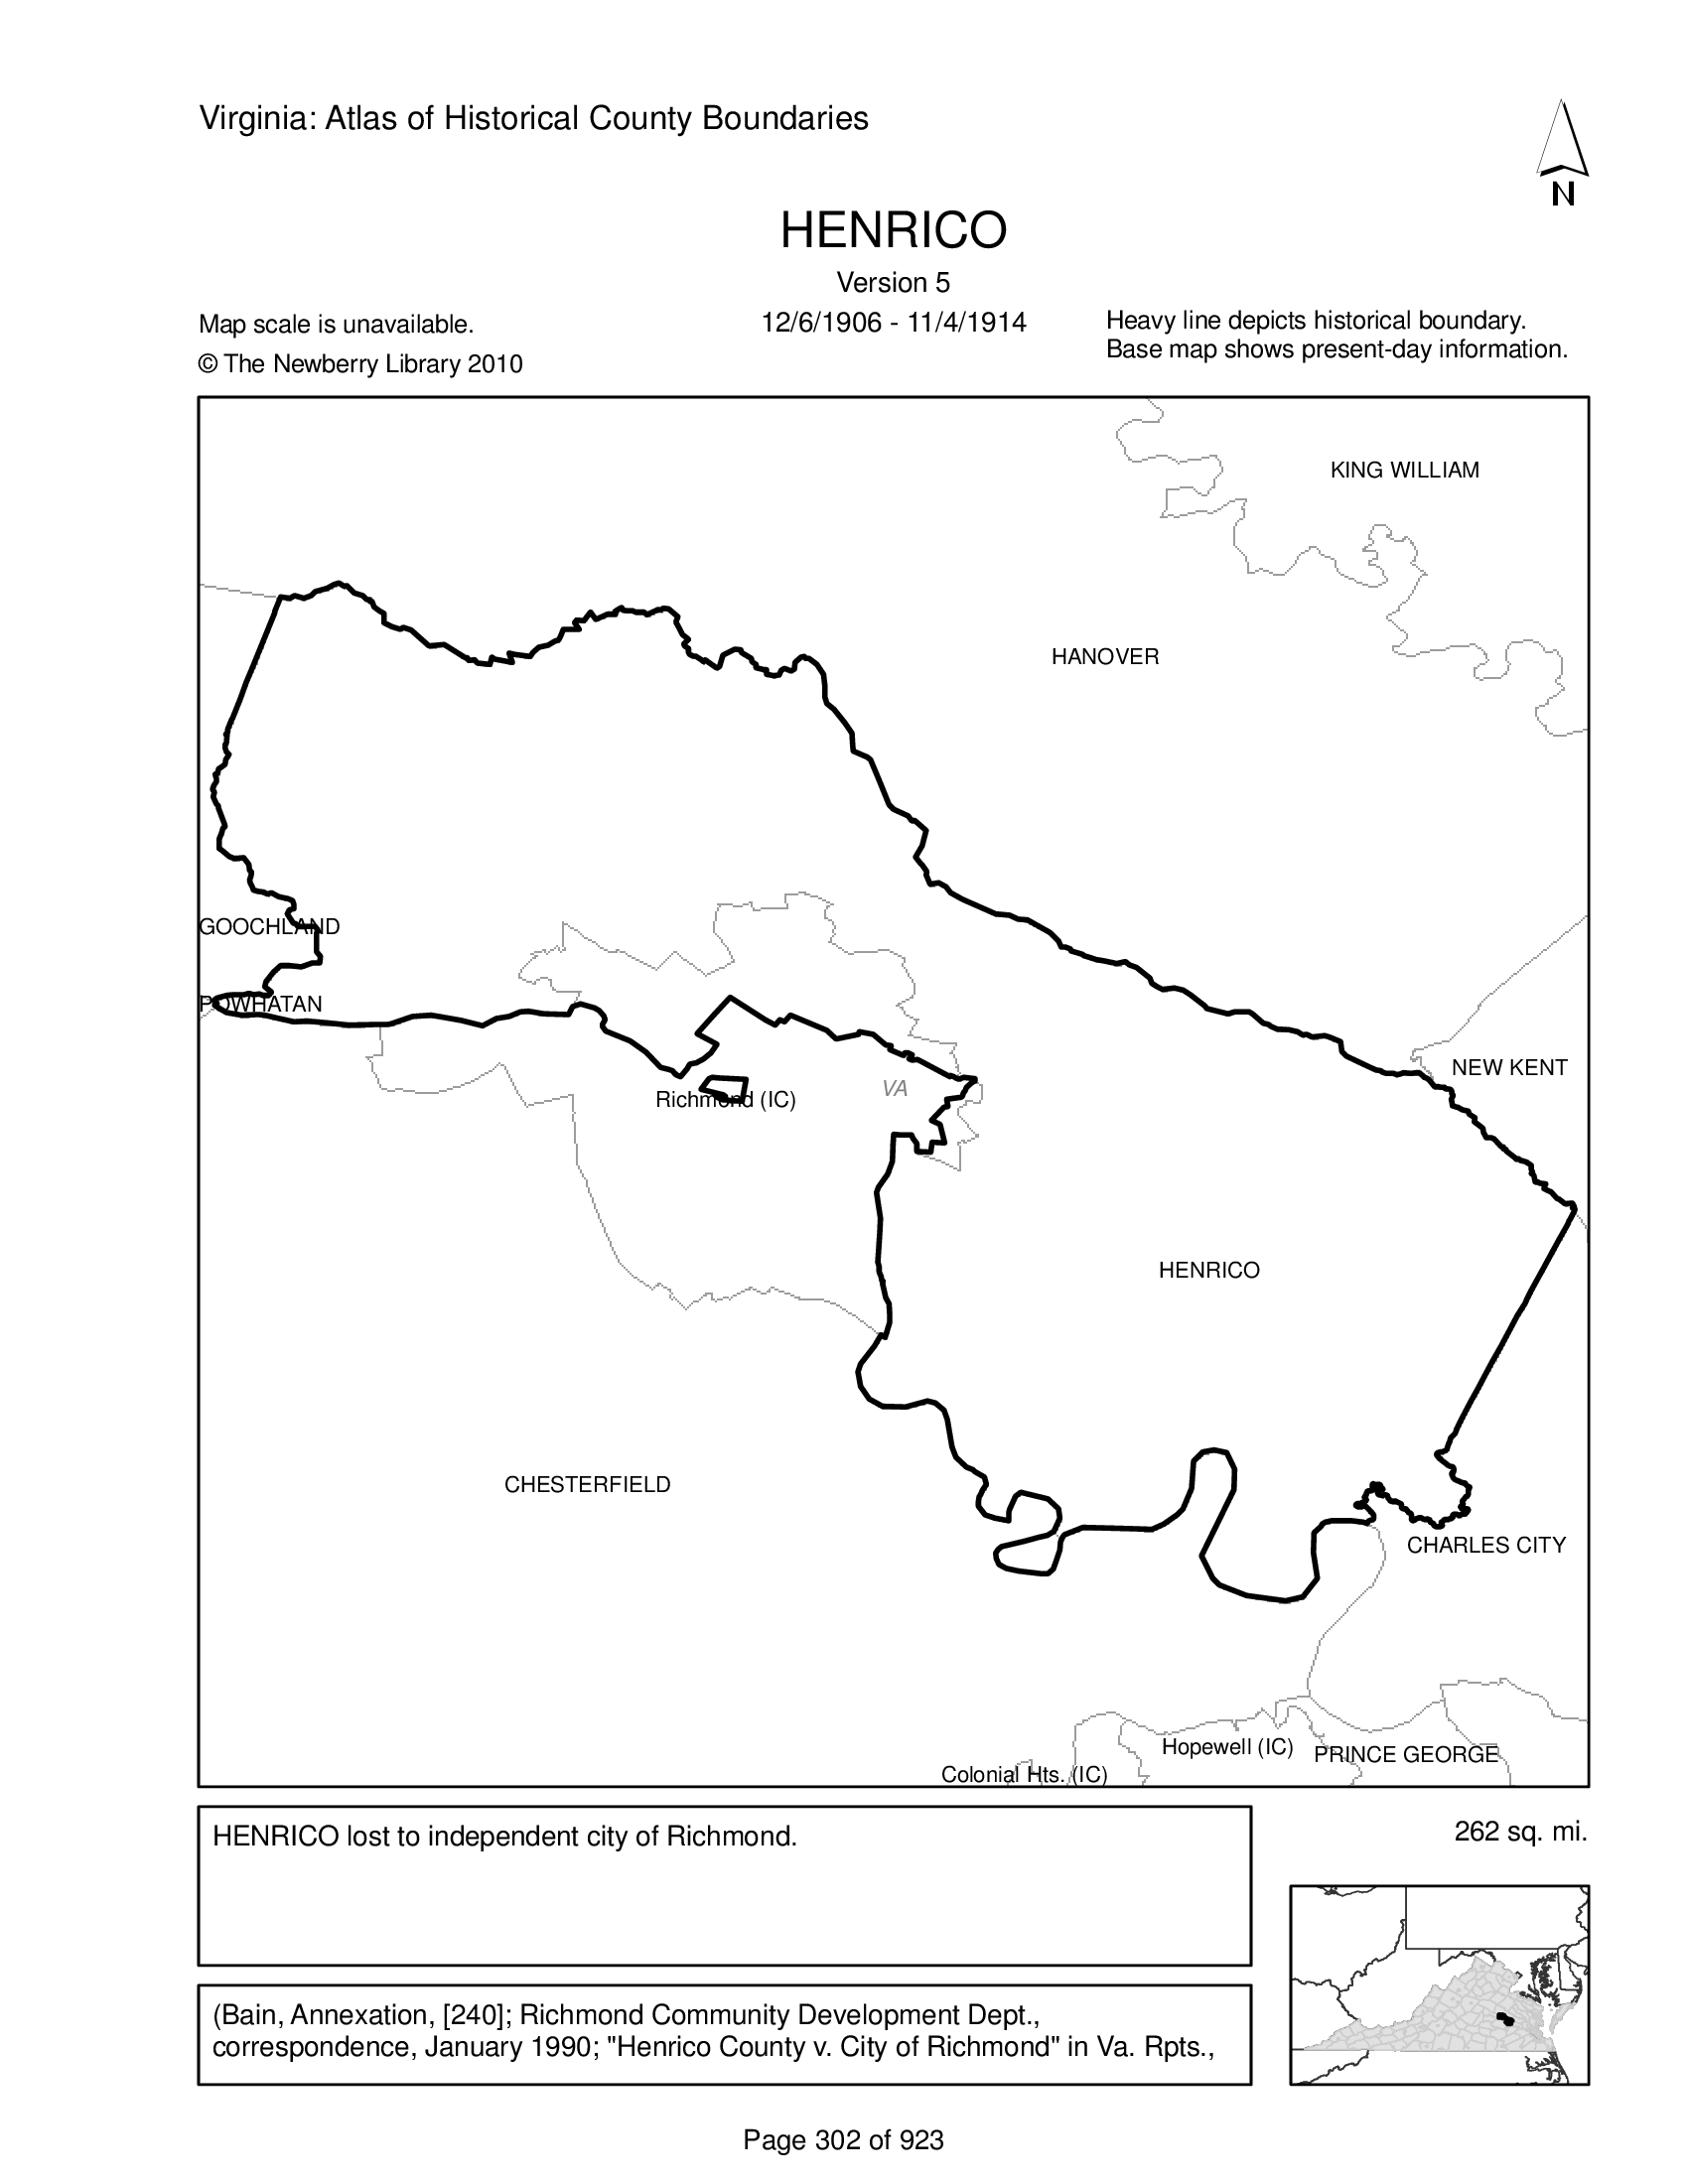 Virginia: Atlas of Historical County Boundaries
N
HENRICO
Version 5
Map scale is unavailable.
12/6/1906 - 11/4/1914
Heavy line depicts historical boundary.
Base map shows present-day information.
© The Newberry Library 2010
KING WILLIAM
HANOVER
GOOCHLAND
POWHATAN
NEW KENT
VA
Richmond (IC)
HENRICO
CHESTERFIELD
CHARLES CITY
Hopewell (IC)
PRINCE GEORGE
Colonial Hts. (IC)
HENRICO lost to independent city of Richmond.
262 sq. mi.
(Bain, Annexation, [240]; Richmond Community Development Dept.,
correspondence, January 1990; "Henrico County v. City of Richmond" in Va. Rpts.,
Page 302 of 923